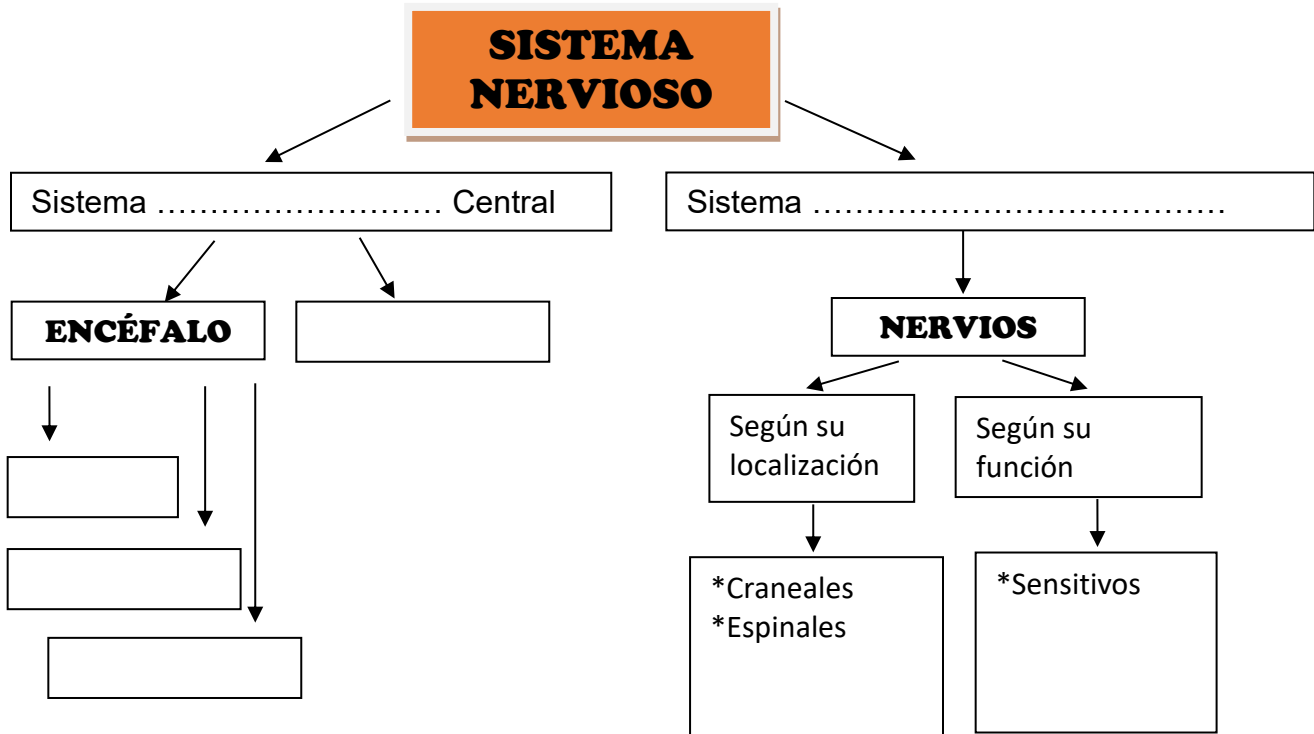 SISTEMA
NERVIOSO
Sistema ……………………… Central
Sistema …………………………………
ENCÉFALO
NERVIOS
Según su
localización
Según su
función
*Craneales
*Espinales
*Sensitivos